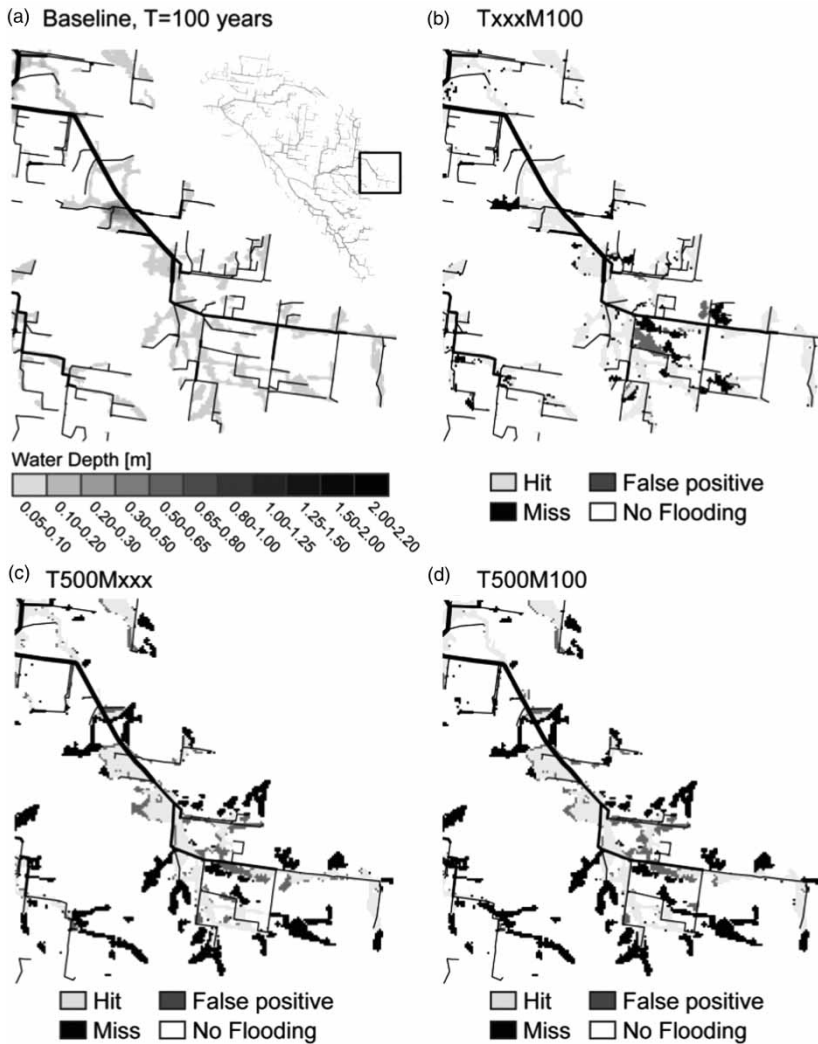 (a) Baseline, T=100 years
(b) TxxxM100
Water Depth [m]
0.05-0.10
0.10-0.20
0.20-0.30
0.30-0.50
0.50-0.65
0.65-0.80
0.80-1.00
1.00-1.25
1.25-1.50
1.50-2.00
2.00-2.20
Hit False positive
Miss No Flooding
(c) T500Mxxx
(d) T500M100
Hit False positive
Miss No Flooding
Hit False positive
Miss No Flooding